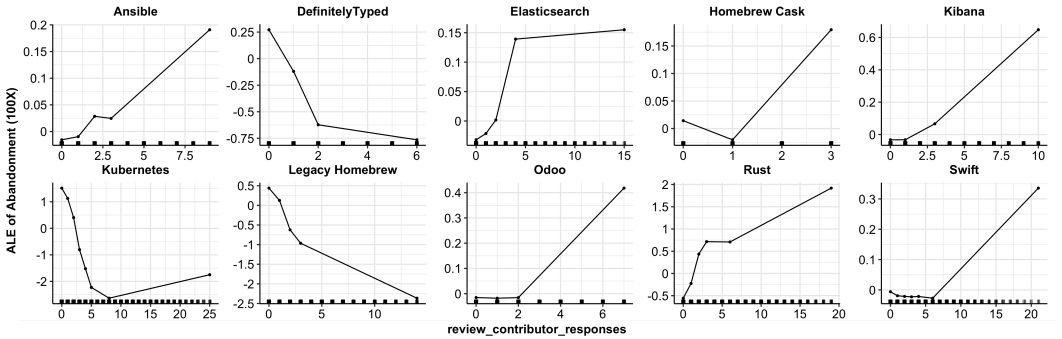 Ansible DefinitelyTyped Elasticsearch Homebrew Cask Kibana
0.2 0.15 0.1 0.05 0
0.25 0 -0.25 -0.5 -0.75
0.15 0.1 0.05 0
0.15 0.1 0.05 0
0.6 0.4 0.2 0
0 2.5 5 7.5
0 2 4 6
0 5 10 15
0 1 2 3
0 2.5 5 7.5 10
ALE of Abandonment (100X)
Kubernetes Legacy Homebrew Odoo Rust Swift
1 0 -1 -2
0.5 0 -0.5 -1 -1.5 -2 -2.5
0.4 0.3 0.2 0.1 0
2 1.5 1 0.5 0 -0.5
0.3 0.2 0.1 0
0 5 10 15 20 25
0 5 10
0 2 4 6
0 5 10 15 20
0 5 10 15 20
review_contributor_responses